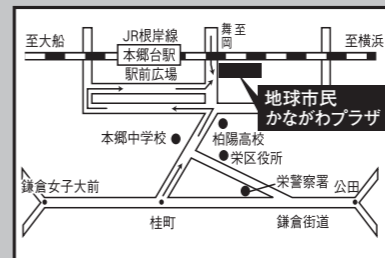 至大船
JR根岸線
本郷台駅
駅前広場
至舞岡
至横浜
地球市民
かながわプラザ
本郷中学校
柏陽高校
栄区役所
栄警察署
鎌倉女子大前
公田
桂町
鎌倉街道